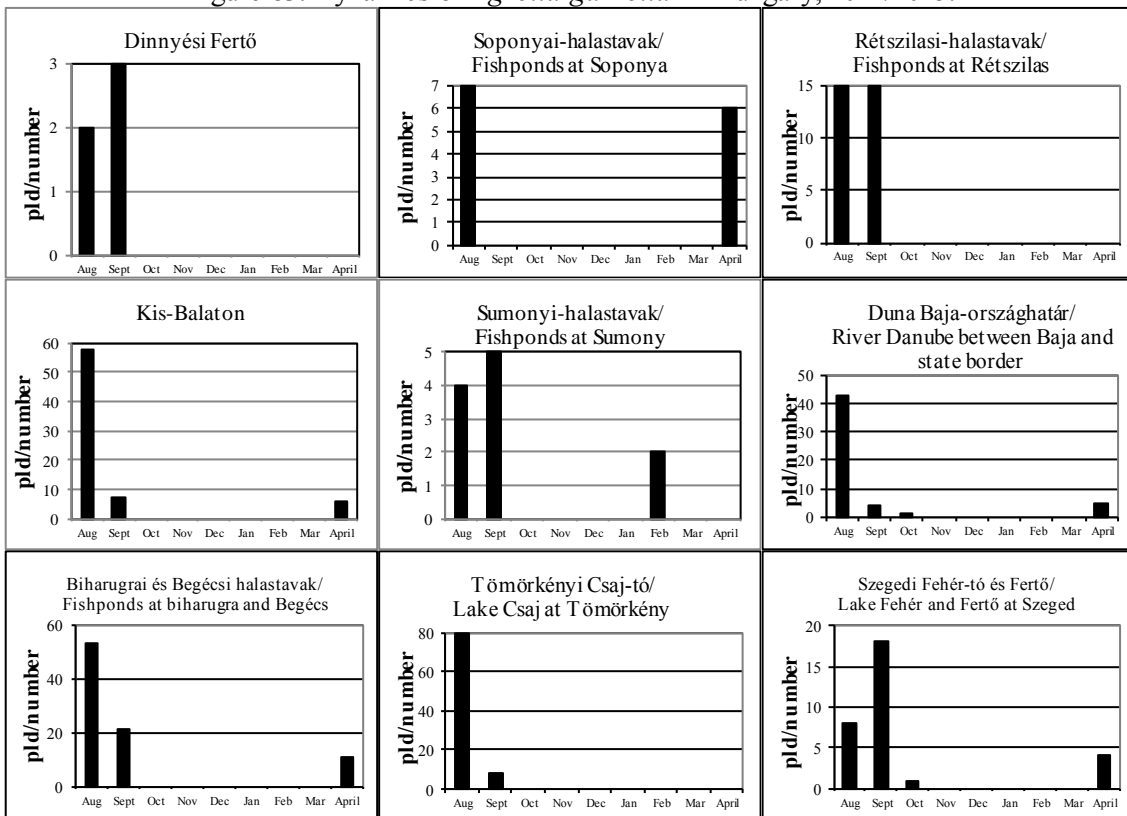 Hungary,
Dinnyési Fertő
pld/number
3
2
1
0
Aug Sept Oct Nov Dec Jan Feb Mar April
Soponyai-halastavak/
Fishponds at Soponya
pld/number
7
6
5
4
3
2
1
0
Aug Sept Oct Nov Dec Jan Feb Mar April
Rétszilasi-halastavak/
Fishponds at Rétszilas
pld/number
15
10
5
0
Aug Sept Oct Nov Dec Jan Feb Mar April
Kis-Balaton
pld/number
60
50
40
30
20
10
0
Aug Sept Oct Nov Dec Jan Feb Mar April
Sumonyi-halastavak/
Fishponds at Sumony
pld/number
5
4
3
2
1
0
Aug Sept Oct Nov Dec Jan Feb Mar April
Duna Baja-országhatár/
River Danube between Baja and
state border
pld/number
50
40
30
20
10
0
Aug Sept Oct Nov Dec Jan Feb Mar April
Biharugrai és Begécsi halastavak/
Fishponds at biharugra and Begécs
pld/number
60
40
20
0
Aug Sept Oct Nov Dec Jan Feb Mar April
Tömörkényi Csaj-tó/
Lake Csaj at Tömörkény
pld/number
80
60
40
20
0
Aug Sept Oct Nov Dec Jan Feb Mar April
Szegedi Fehér-tó és Fertő/
Lake Fehér and Fertő at Szeged
pld/number
20
15
10
5
0
Aug Sept Oct Nov Dec Jan Feb Mar April